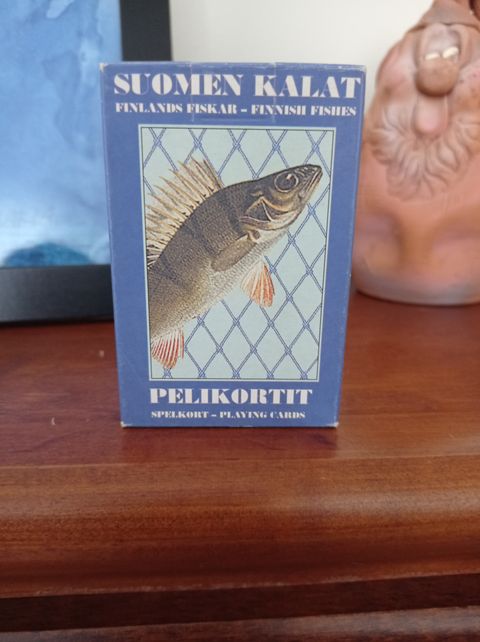 SUOMEN KALAT
FINLANDS FISKAR – FINNISH FISHES
PELIKORTIT
SPELKORT – PLAYING CARDS